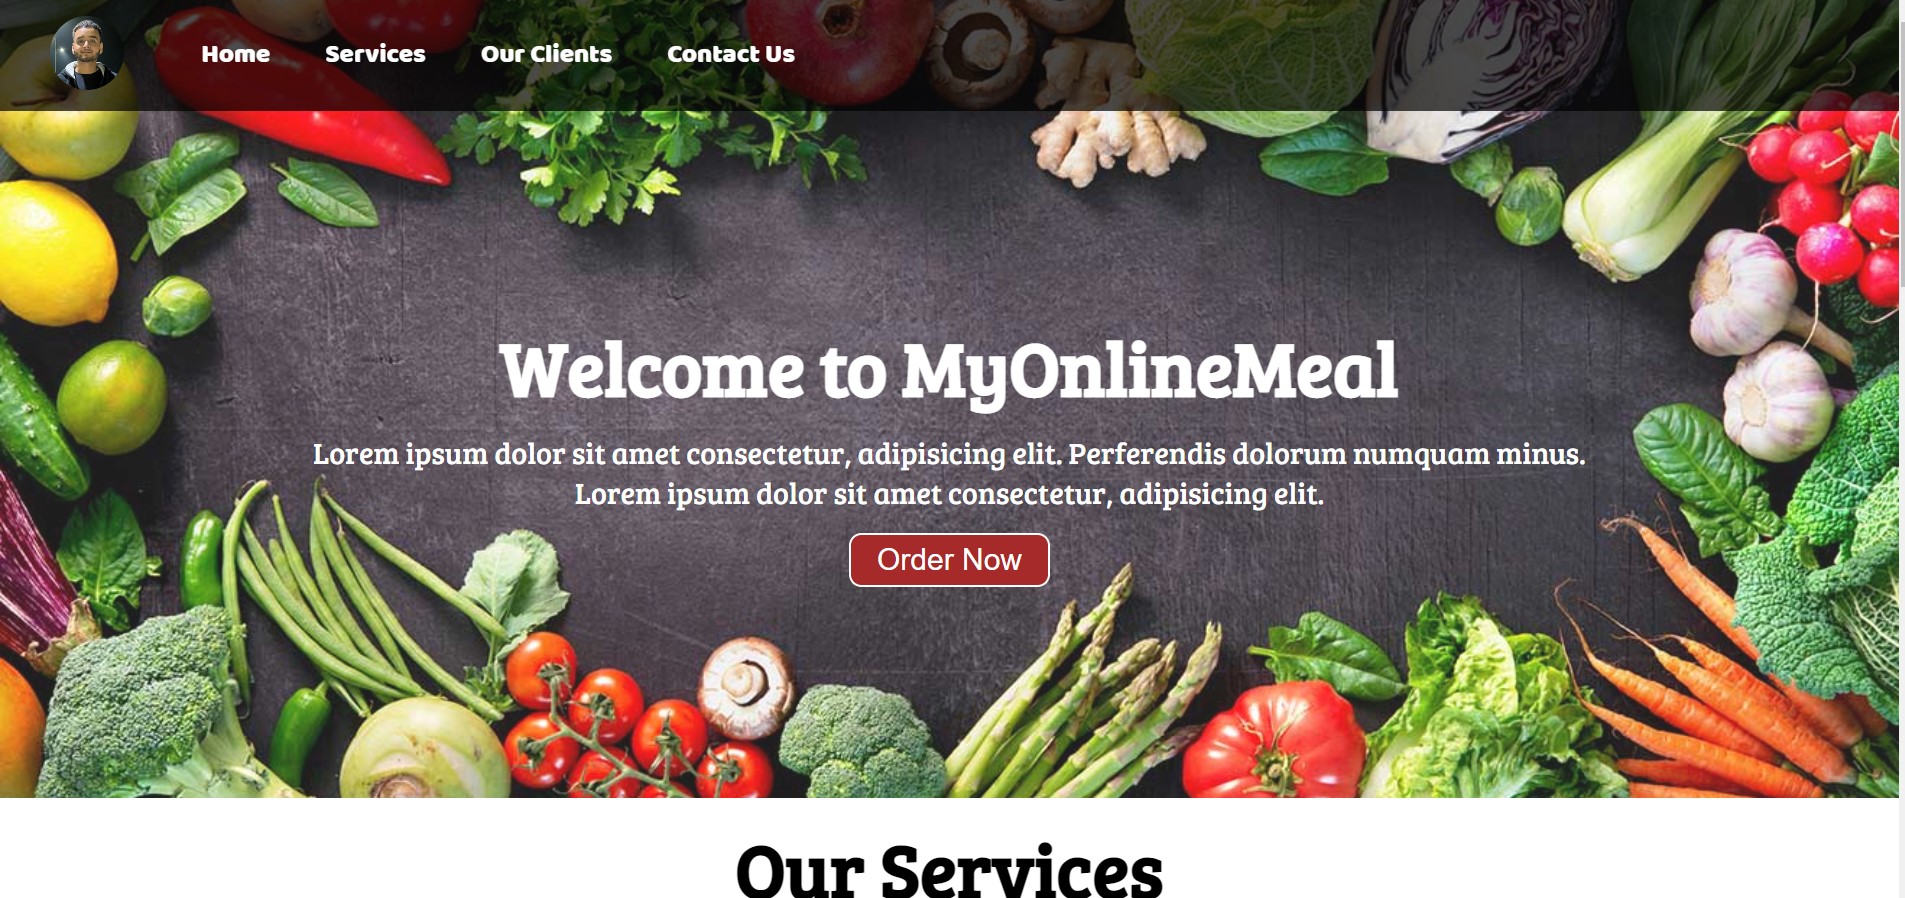 Home Services Our Clients Contact Us
Welcome to MyOnlineMeal
Lorem ipsum dolor sit amet consectetur, adipisicing elit. Perferendis dolorum numquam minus.
Lorem ipsum dolor sit amet consectetur, adipisicing elit.
Order Now
Our Services